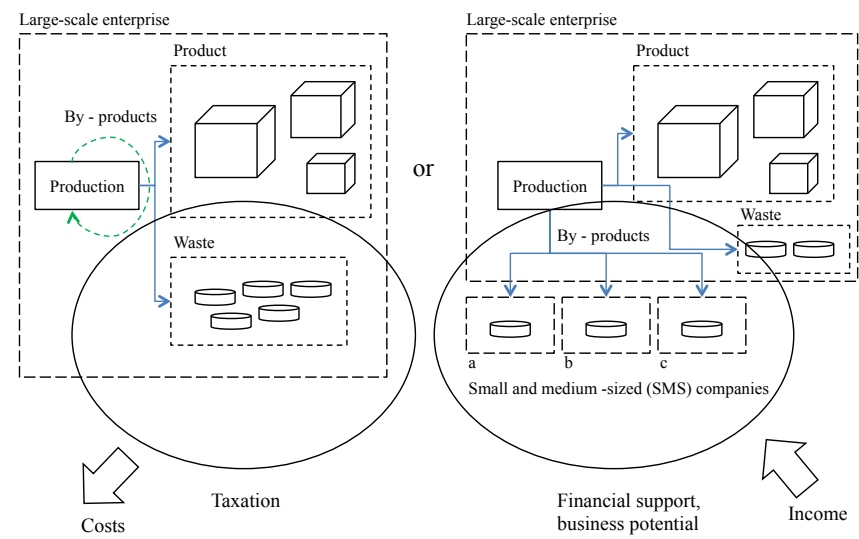 Large-scale enterprise
Product
By - products
Production
Waste
Taxation
Costs
or
Large-scale enterprise
Product
Production
Waste
By - products
a
b
c
Small and medium -sized (SMS) companies
Financial support,
business potential
Income